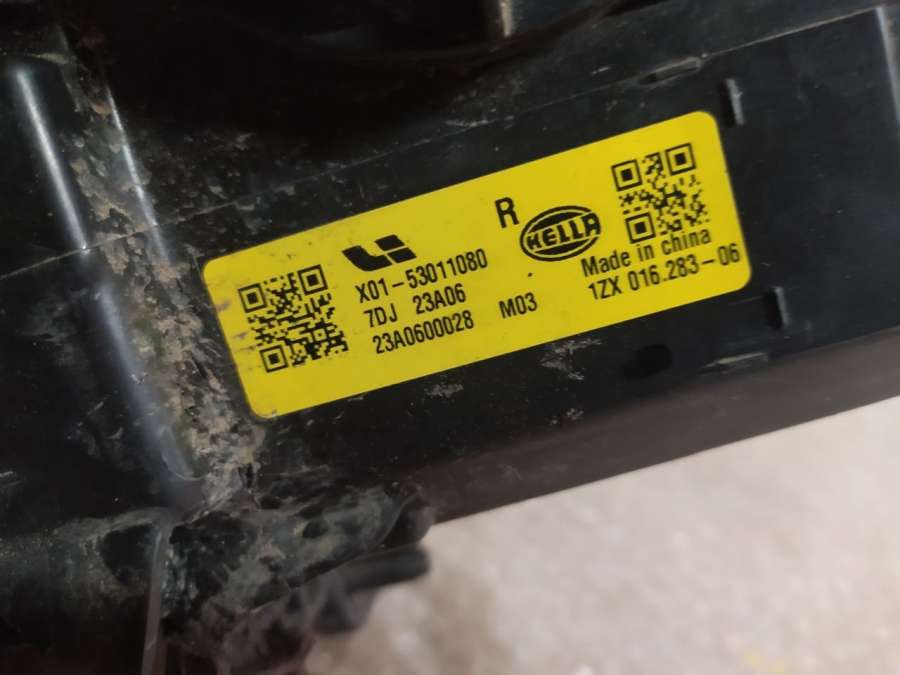 R
HELLA
X01-53011080
7DJ 23A06
23A0600028 M03
Made in china
1ZX 016.283-06